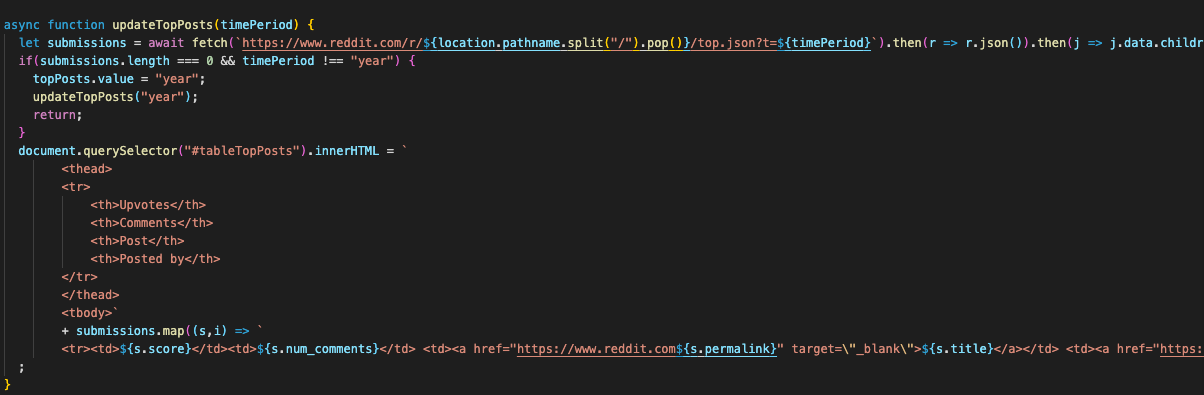 async function updateTopPosts(timePeriod) {
let submissions = await fetch(`https://www.reddit.com/r/${location.pathname.split("/").pop()}/top.json?t=${timePeriod}`).then(r => r.json()).then(j => j.data.childr
if(submissions.length === 0 && timePeriod !== "year") {
topPosts.value = "year";
updateTopPosts("year");
return;
}
document.querySelector("#tableTopPosts").innerHTML = `
<thead>
<tr>
<th>Upvotes</th>
<th>Comments</th>
<th>Post</th>
<th>Posted by</th>
</tr>
</thead>
<tbody>`
+ submissions.map((s,i) => `
<tr><td>${s.score}</td><td>${s.num_comments}</td> <td><a href="https://www.reddit.com${s.permalink}" target=\"_blank\">${s.title}</a></td> <td><a href="https:
;
}